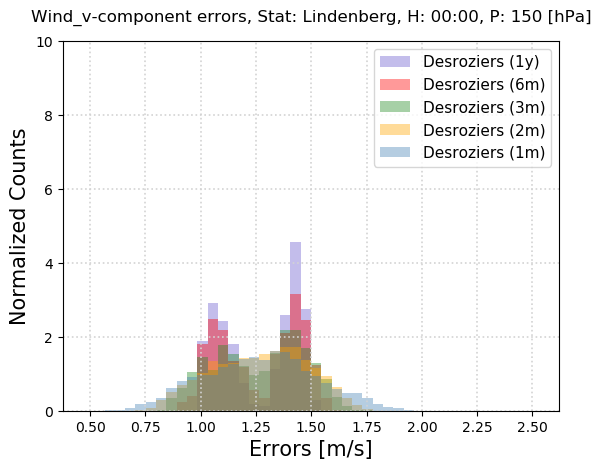 Wind_v-component errors, Stat: Lindenberg, H: 00:00, P: 150 [hPa]
Normalized Counts
10
8
6
4
2
0
Desroziers (1y)
Desroziers (6m)
Desroziers (3m)
Desroziers (2m)
Desroziers (1m)
0.50 0.75 1.00 1.25 1.50 1.75 2.00 2.25 2.50
Errors [m/s]